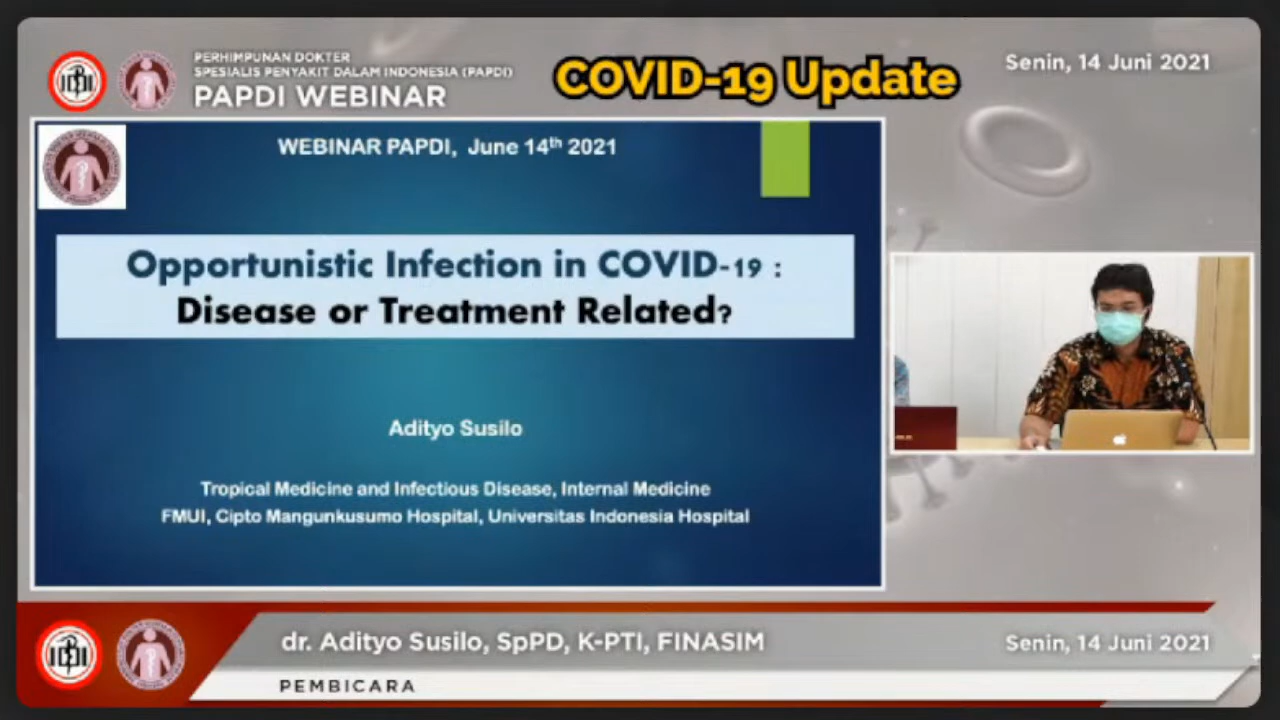 PERHIMPUNAN DOKTER
SPESIALIS PENYAKIT DALAM INDONESIA (PAPDI)
PAPDI WEBINAR
COVID-19 Update
Senin, 14 Juni 2021
WEBINAR PAPDI, June 14th 2021
Opportunistic Infection in COVID-19 :
Disease or Treatment Related?
Adityo Susilo
Tropical Medicine and Infectious Disease, Internal Medicine
FMUI, Cipto Mangunkusumo Hospital, Universitas Indonesia Hospital
dr. Adityo Susilo, SpPD, K-PTI, FINASIM
Senin, 14 Juni 2021
PEMBICARA